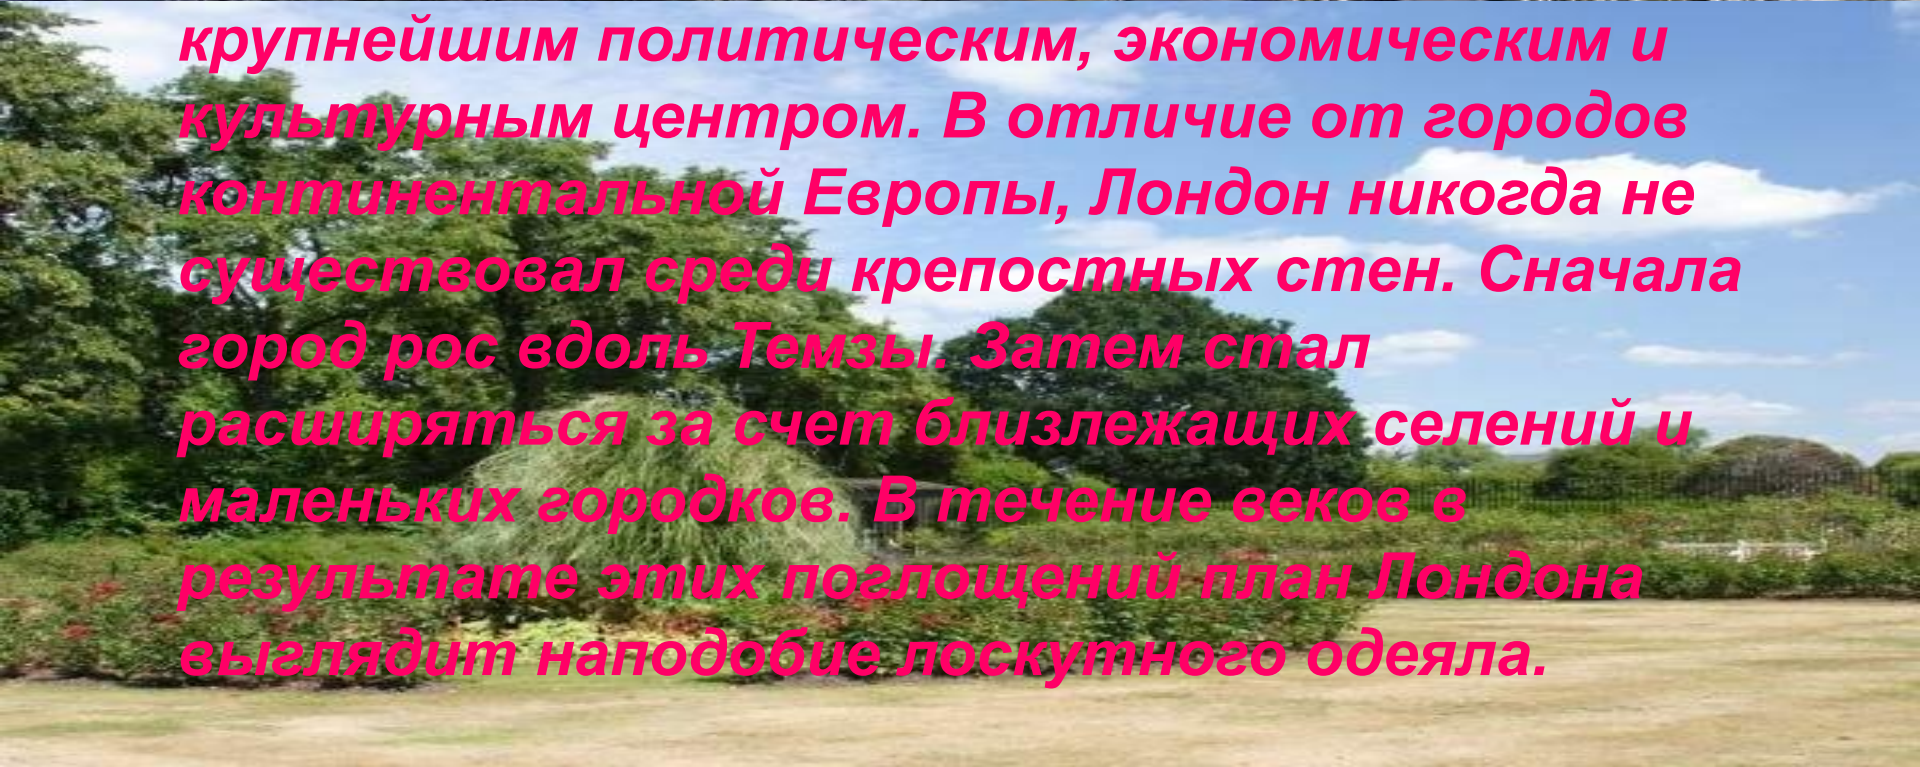 крупнейшим политическим, экономическим и
культурным центром. В отличие от городов
континентальной Европы, Лондон никогда не
существовал среди крепостных стен. Сначала
город рос вдоль Темзы. Затем стал
расширяться за счет близлежащих селений и
маленьких городков. В течение веков в
результате этих поглощений план Лондона
выглядит наподобие лоскутного одеяла.